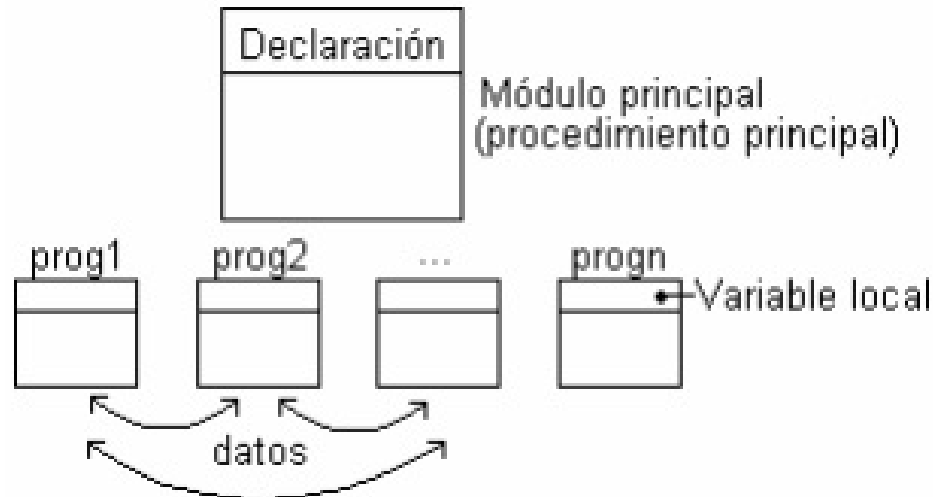 Declaración
Módulo principal
(procedimiento principal)
prog1
prog2
...
progn
Variable local
datos